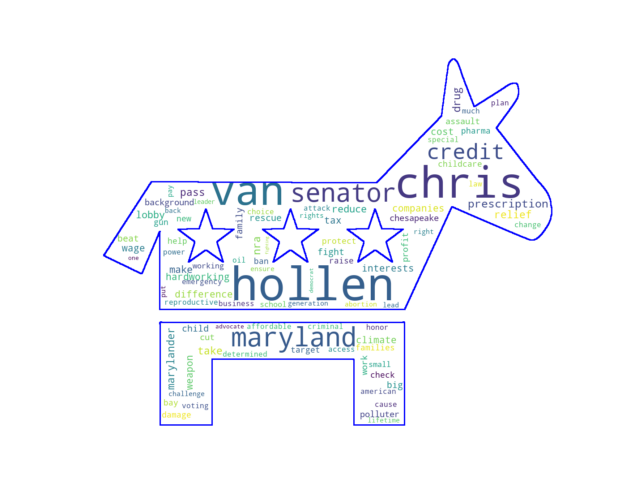 drug
plan
much
assault
cost pharma
special
credit
childcare
law
chris
prescription
relief
change
van senator
pay
pass
leader
background
back
lobby
gun new
family
choice
rescue
attack reduce
rights tax
companies
chesapeake
right
beat
wage
one
help
power
nra
protect
fight
profit
oil ban raise
ensure
make working
interests
hardworking
emergency
hollen
democrat
put
difference
reproductive business school generation abortion lead
marylander
child advocate affordable criminal honor
cut
maryland
climate
take
determined
target access families
weapon
work
small
check
big
challenge
american
bay voting
cause
damage
polluter
lifetime